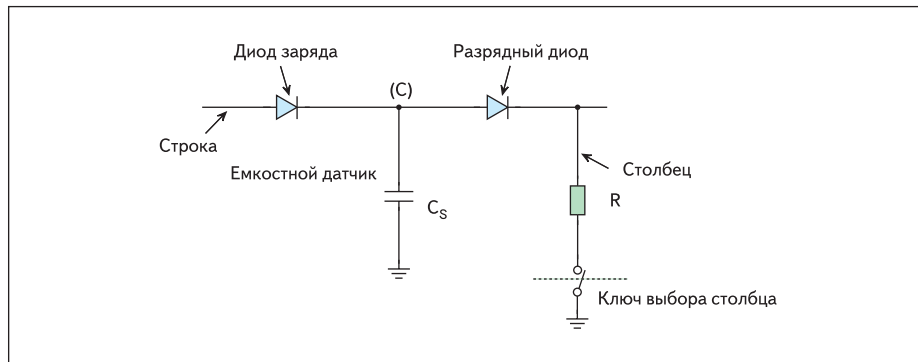 Диод заряда
Разрядный диод
(C)
Строка
Емкостной датчик
Столбец
C_S
R
Ключ выбора столбца